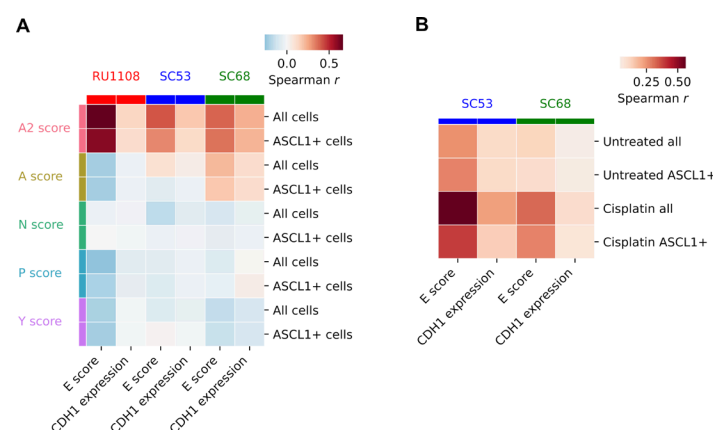 A
0.0 0.5
Spearman r
RU1108 SC53 SC68
A2 score
All cells
ASCL1+ cells
A score
All cells
ASCL1+ cells
N score
All cells
ASCL1+ cells
P score
All cells
ASCL1+ cells
Y score
All cells
ASCL1+ cells
E score
CDH1 expression
E score
CDH1 expression
E score
CDH1 expression
B
0.25 0.50
Spearman r
SC53 SC68
Untreated all
Untreated ASCL1+
Cisplatin all
Cisplatin ASCL1+
E score
CDH1 expression
E score
CDH1 expression